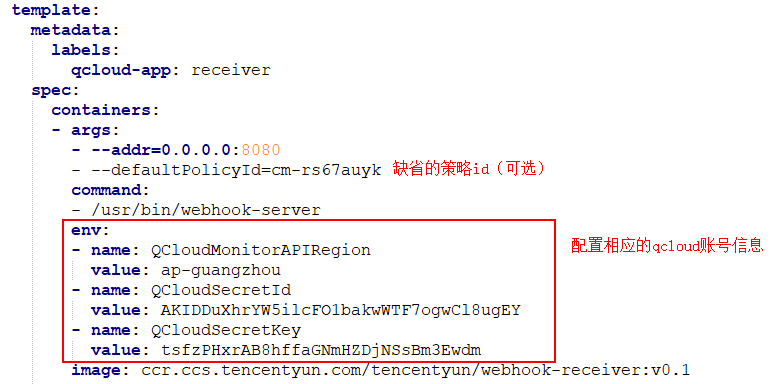 template:
metadata:
labels:
qcloud-app: receiver
spec:
containers:
- args:
- --addr=0.0.0.0:8080
- --defaultPolicyId=cm-rs67auyk 缺省的策略id（可选）
command:
- /usr/bin/webhook-server
env:
- name: QCloudMonitorAPIRegion 配置相应的qcloud账号信息
value: ap-guangzhou
- name: QCloudSecretId
value: AKIDDuXhrYW5ilcFO1bakwWTF7ogwCl8ugEY
- name: QCloudSecretKey
value: tsfzPHxrAB8hffaGNmHZDjNSsBm3Ewdm
image: ccr.ccs.tencentyun.com/tencentyun/webhook-receiver:v0.1